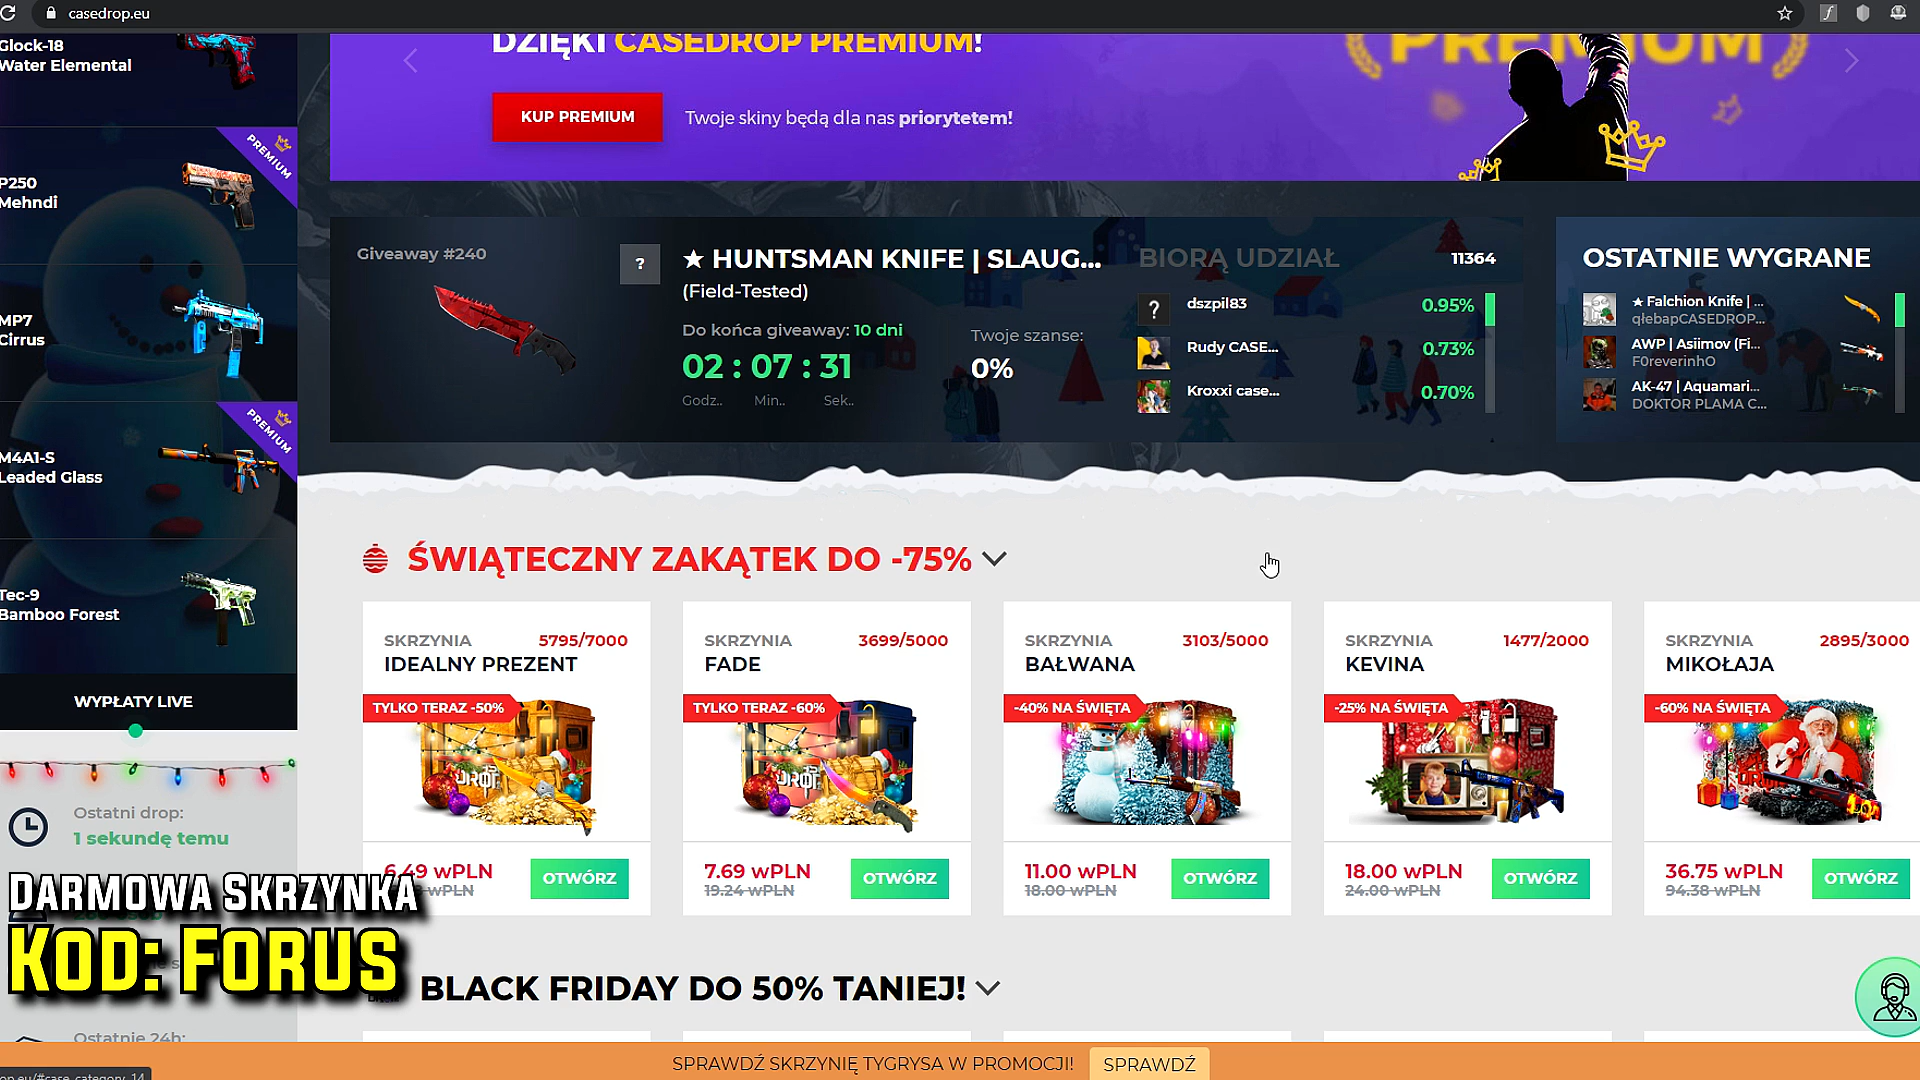 casedrop.eu
Glock-18
Water Elemental
PREMIUM
P250
Mehndi
MP7
Cirrus
PREMIUM
M4A1-S
Leaded Glass
Tec-9
Bamboo Forest
WYPŁATY LIVE
Ostatni drop:
1 sekundę temu
DARMOWA SKRZYNKA
KOD: FORUS
Ostatnie 24h:
DZIĘKI CASEDROP PREMIUM!
KUP PREMIUM
Twoje skiny będą dla nas priorytetem!
PREMIUM
Giveaway #240
?
★ HUNTSMAN KNIFE | SLAUG...
(Field-Tested)
Do końca giveaway: 10 dni
02 : 07 : 31
Godz.. Min.. Sek..
Twoje szanse:
0%
BIORĄ UDZIAŁ 11364
? dszpil83 0.95%
Rudy CASE... 0.73%
Kroxxi case... 0.70%
OSTATNIE WYGRANE
★ Falchion Knife | ...
qłebapCASEDROP...
AWP | Asiimov (Fi...
F0reverinhO
AK-47 | Aquamari...
DOKTOR PLAMA C...
ŚWIĄTECZNY ZAKĄTEK DO -75%
SKRZYNIA 5795/7000
IDEALNY PREZENT
TYLKO TERAZ -50%
6.49 wPLN
wPLN
OTWÓRZ
SKRZYNIA 3699/5000
FADE
TYLKO TERAZ -60%
7.69 wPLN
19.24 wPLN
OTWÓRZ
SKRZYNIA 3103/5000
BAŁWANA
-40% NA ŚWIĘTA
11.00 wPLN
18.00 wPLN
OTWÓRZ
SKRZYNIA 1477/2000
KEVINA
-25% NA ŚWIĘTA
18.00 wPLN
24.00 wPLN
OTWÓRZ
SKRZYNIA 2895/3000
MIKOŁAJA
-60% NA ŚWIĘTA
36.75 wPLN
94.38 wPLN
OTWÓRZ
BLACK FRIDAY DO 50% TANIEJ!
SPRAWDŹ SKRZYNIĘ TYGRYSA W PROMOCJI! SPRAWDŹ
op.eu/#case_category_14